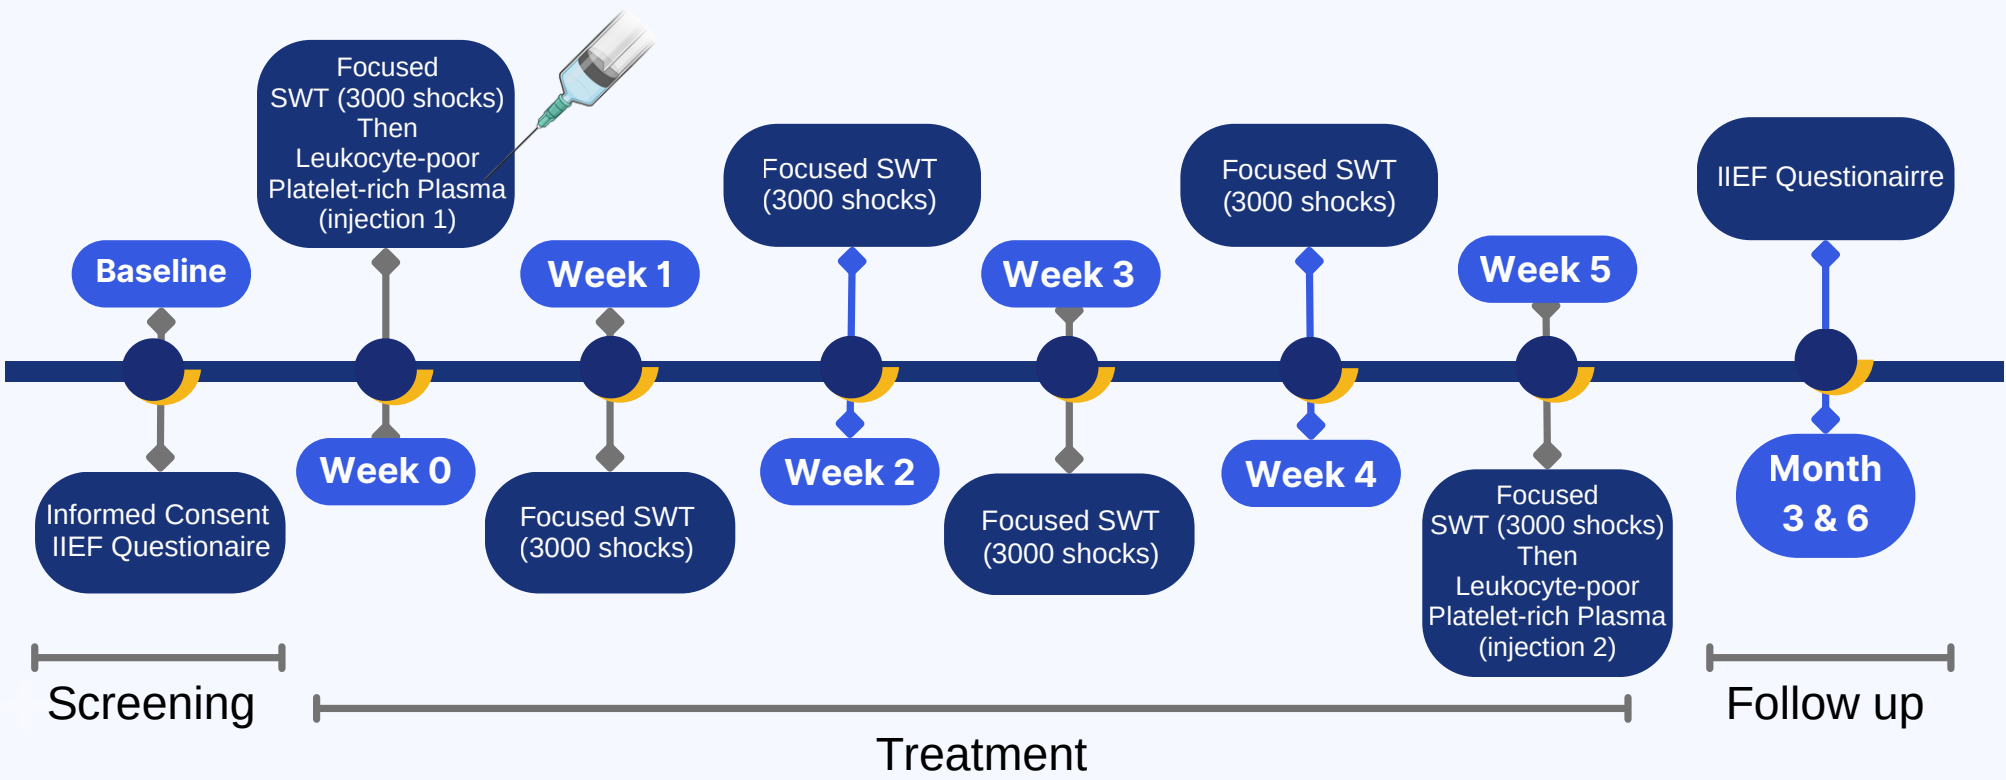 Baseline
Informed Consent
IIEF Questionaire
Focused
SWT (3000 shocks)
Then
Leukocyte-poor
Platelet-rich Plasma
(injection 1)
Week 0
Week 1
Focused SWT
(3000 shocks)
Focused SWT
(3000 shocks)
Week 2
Week 3
Focused SWT
(3000 shocks)
Focused SWT
(3000 shocks)
Week 4
Week 5
Focused
SWT (3000 shocks)
Then
Leukocyte-poor
Platelet-rich Plasma
(injection 2)
IIEF Questionairre
Month
3 & 6
Screening
Treatment
Follow up